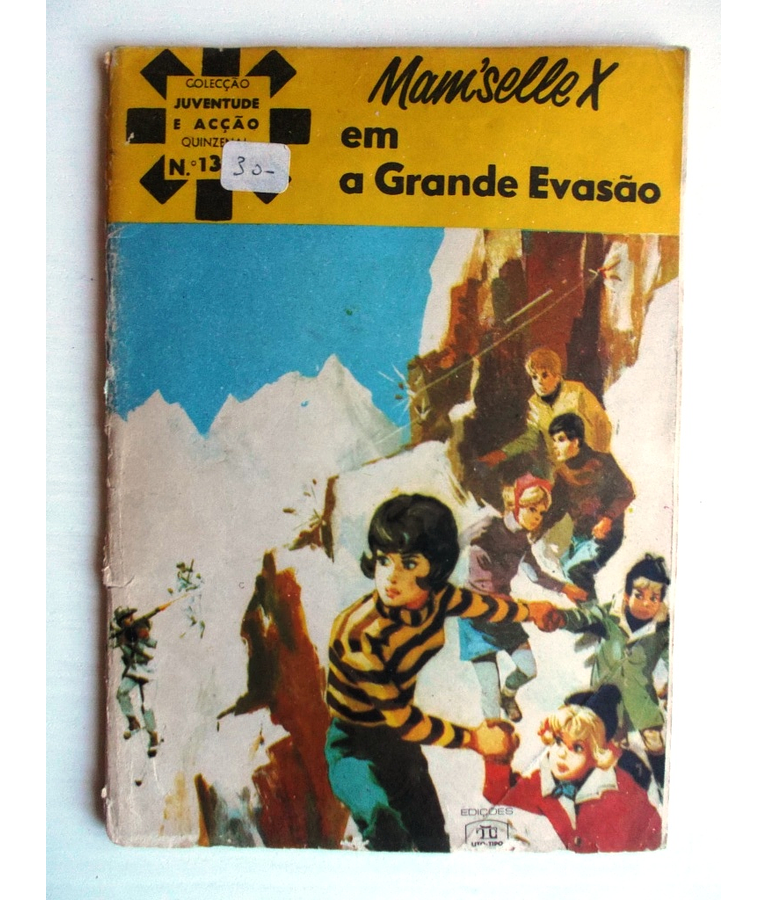 COLECÇÃO
JUVENTUDE
E ACÇÃO
N.º 13
30-
Mam'selle X
em
a Grande Evasão
EDIÇÕES